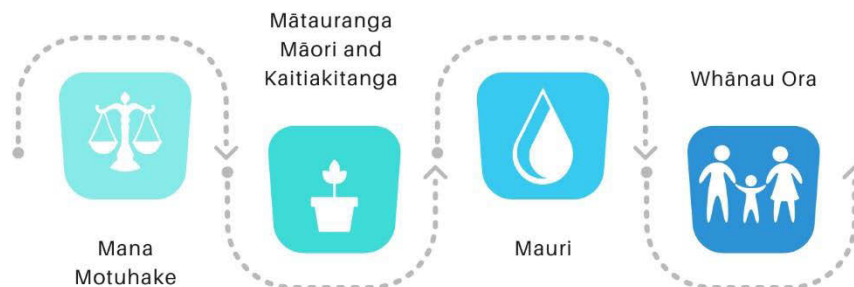 Mana
Motuhake
Mātauranga
Māori and
Kaitiakitanga
Mauri
Whānau Ora